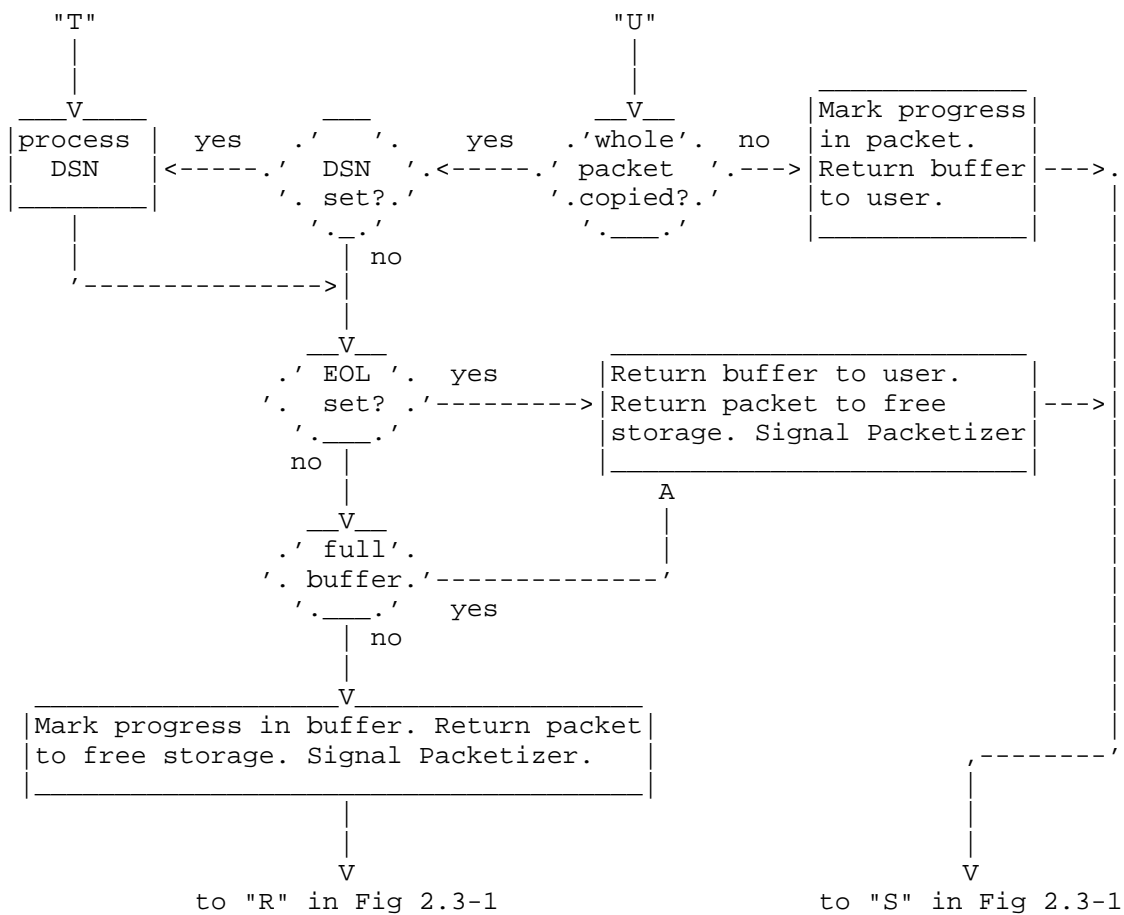 "T" "U"
process yes yes whole no Mark progress
DSN DSN packet in packet.
set? copied? Return buffer
to user.
no
EOL yes Return buffer to user.
set? Return packet to free
storage. Signal Packetizer
no
full
buffer
yes
no
Mark progress in buffer. Return packet
to free storage. Signal Packetizer.
to "R" in Fig 2.3-1 to "S" in Fig 2.3-1